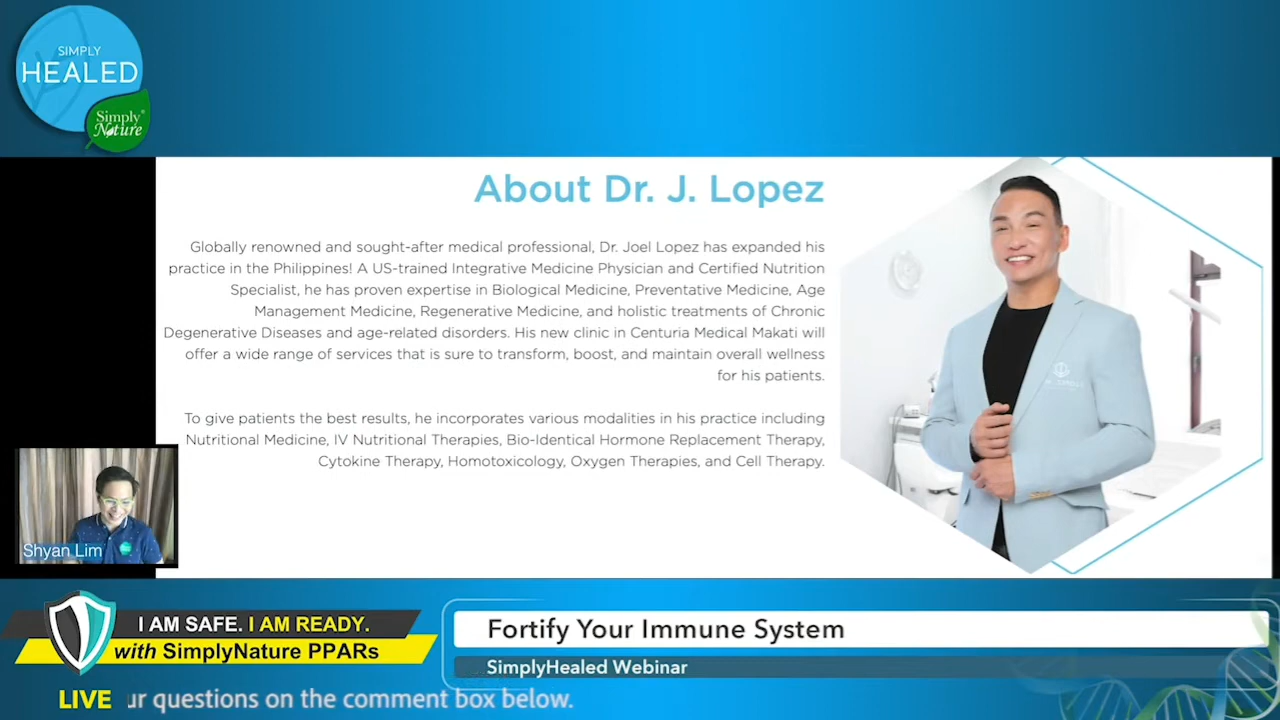 SIMPLY
HEALED
Simply
Nature
About Dr. J. Lopez
Globally renowned and sought-after medical professional, Dr. Joel Lopez has expanded his
practice in the Philippines! A US-trained Integrative Medicine Physician and Certified Nutrition
Specialist, he has proven expertise in Biological Medicine, Preventative Medicine, Age
Management Medicine, Regenerative Medicine, and holistic treatments of Chronic
Degenerative Diseases and age-related disorders. His new clinic in Centuria Medical Makati will
offer a wide range of services that is sure to transform, boost, and maintain overall wellness
for his patients.
To give patients the best results, he incorporates various modalities in his practice including
Nutritional Medicine, IV Nutritional Therapies, Bio-Identical Hormone Replacement Therapy,
Cytokine Therapy, Homotoxicology, Oxygen Therapies, and Cell Therapy.
Shyan Lim
I AM SAFE. I AM READY.
with SimplyNature PPARs
Fortify Your Immune System
SimplyHealed Webinar
LIVE ur questions on the comment box below.